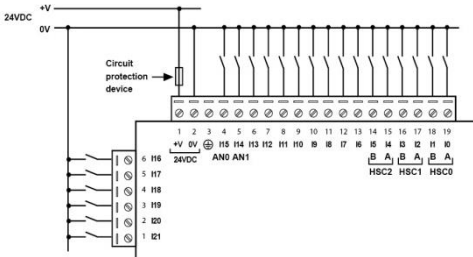 +V
24VDC
0V
Circuit
protection
device
1 2 3 4 5 6 7 8 9 10 11 12 13 14 15 16 17 18 19
+V 0V I15 I14 I13 I12 I11 I10 I9 I8 I7 I6 I5 I4 I3 I2 I1 I0
24VDC AN0 AN1 B A B A B A
HSC2 HSC1 HSC0
6 I16
5 I17
4 I18
3 I19
2 I20
1 I21